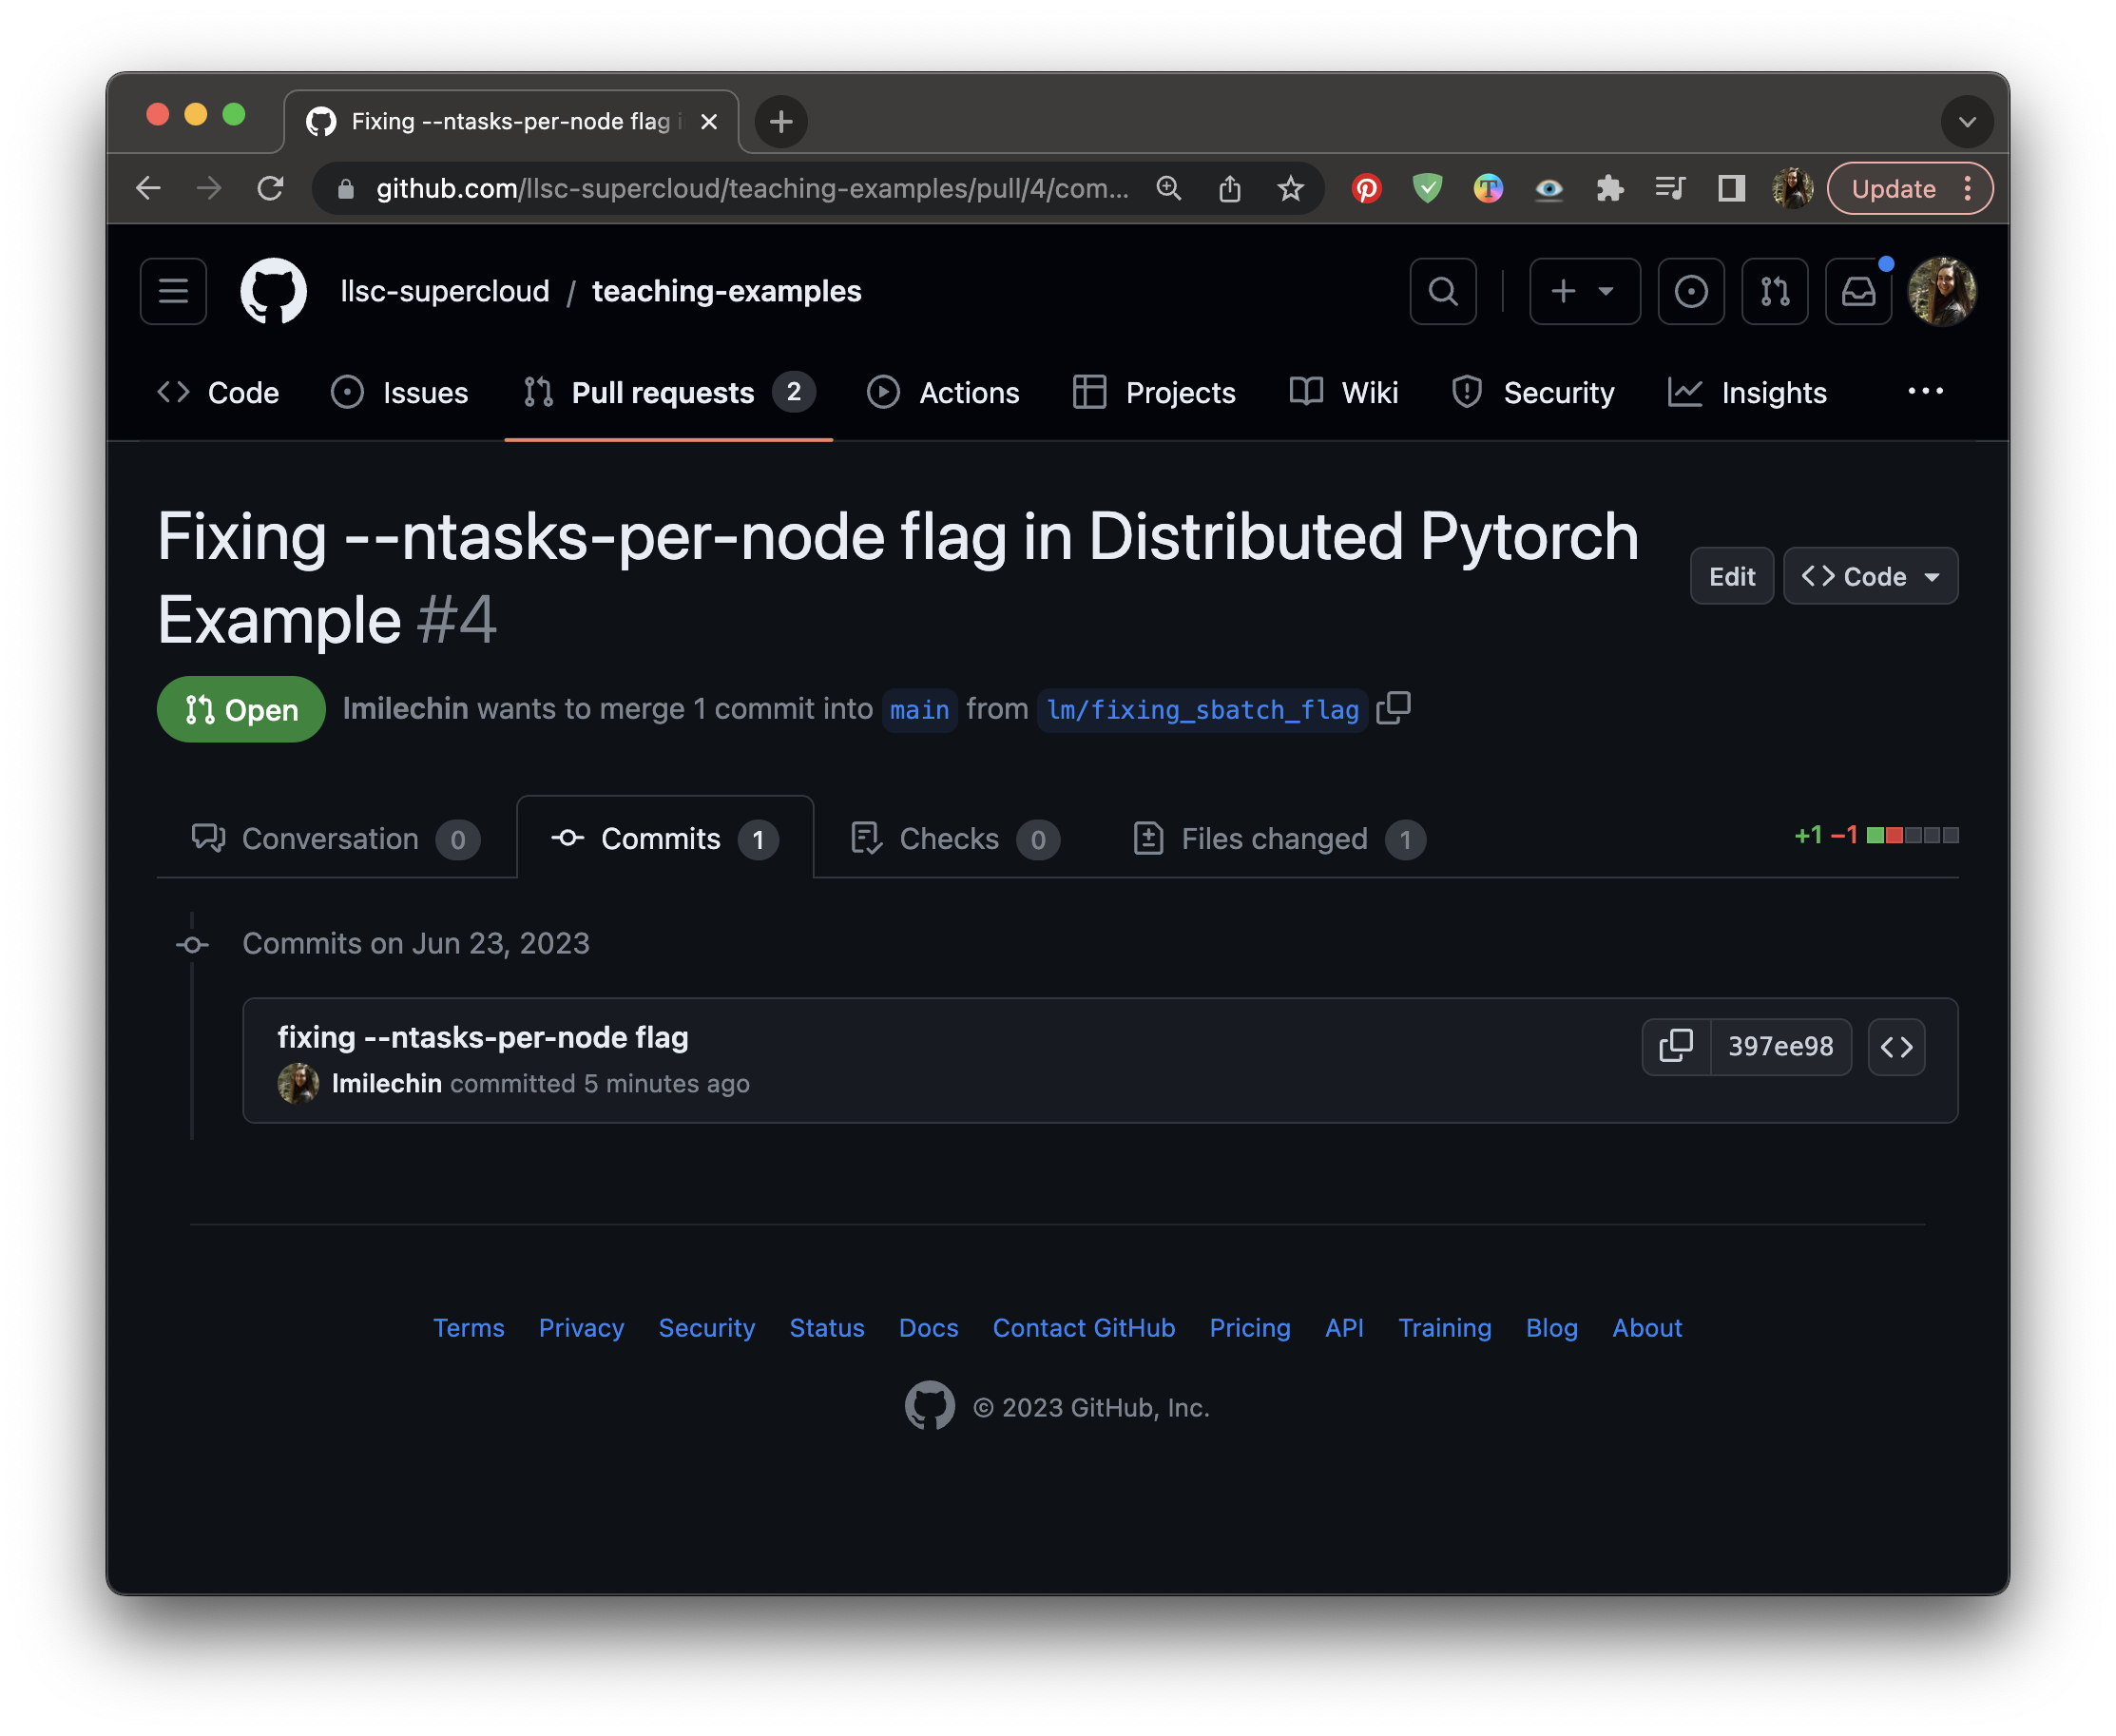 Fixing --ntasks-per-node flag i
github.com/llsc-supercloud/teaching-examples/pull/4/com...
Update
llsc-supercloud / teaching-examples
Code Issues Pull requests 2 Actions Projects Wiki Security Insights
Fixing --ntasks-per-node flag in Distributed Pytorch
Example #4
Edit Code
Open lmilechin wants to merge 1 commit into main from lm/fixing_sbatch_flag
Conversation 0 Commits 1 Checks 0 Files changed 1 +1 −1
Commits on Jun 23, 2023
fixing --ntasks-per-node flag
397ee98
lmilechin committed 5 minutes ago
Terms Privacy Security Status Docs Contact GitHub Pricing API Training Blog About
© 2023 GitHub, Inc.